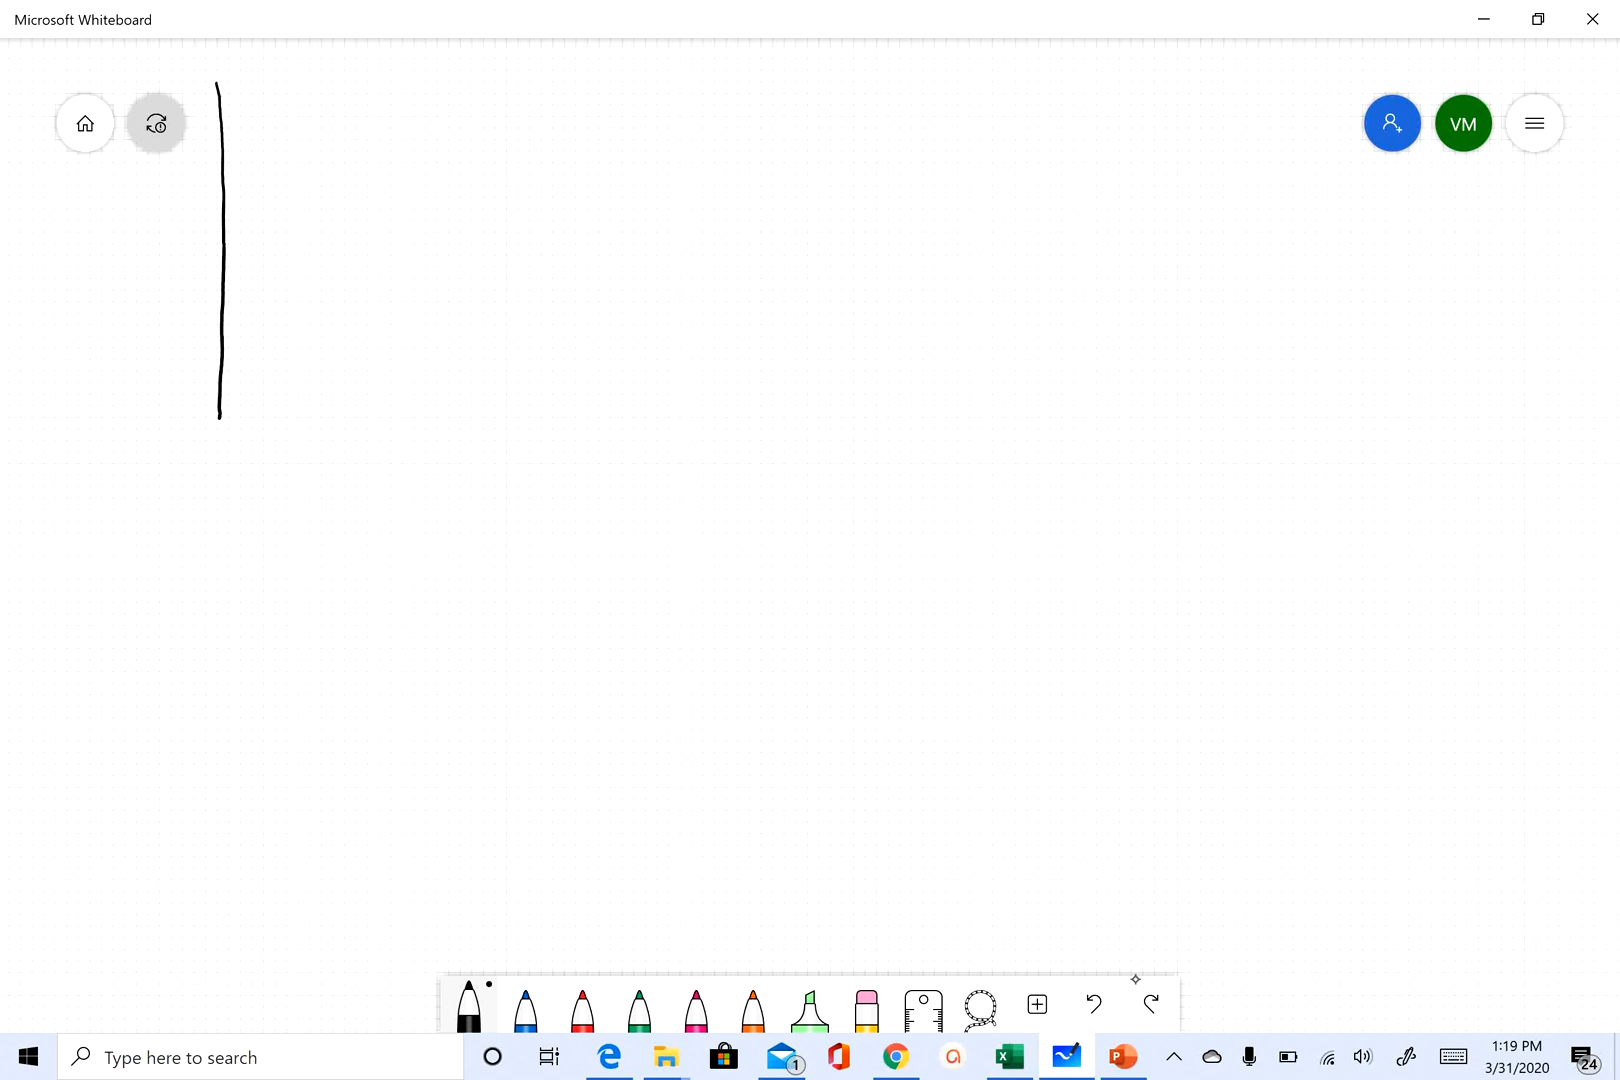 Microsoft Whiteboard
VM
Type here to search
1
1:19 PM
3/31/2020
24